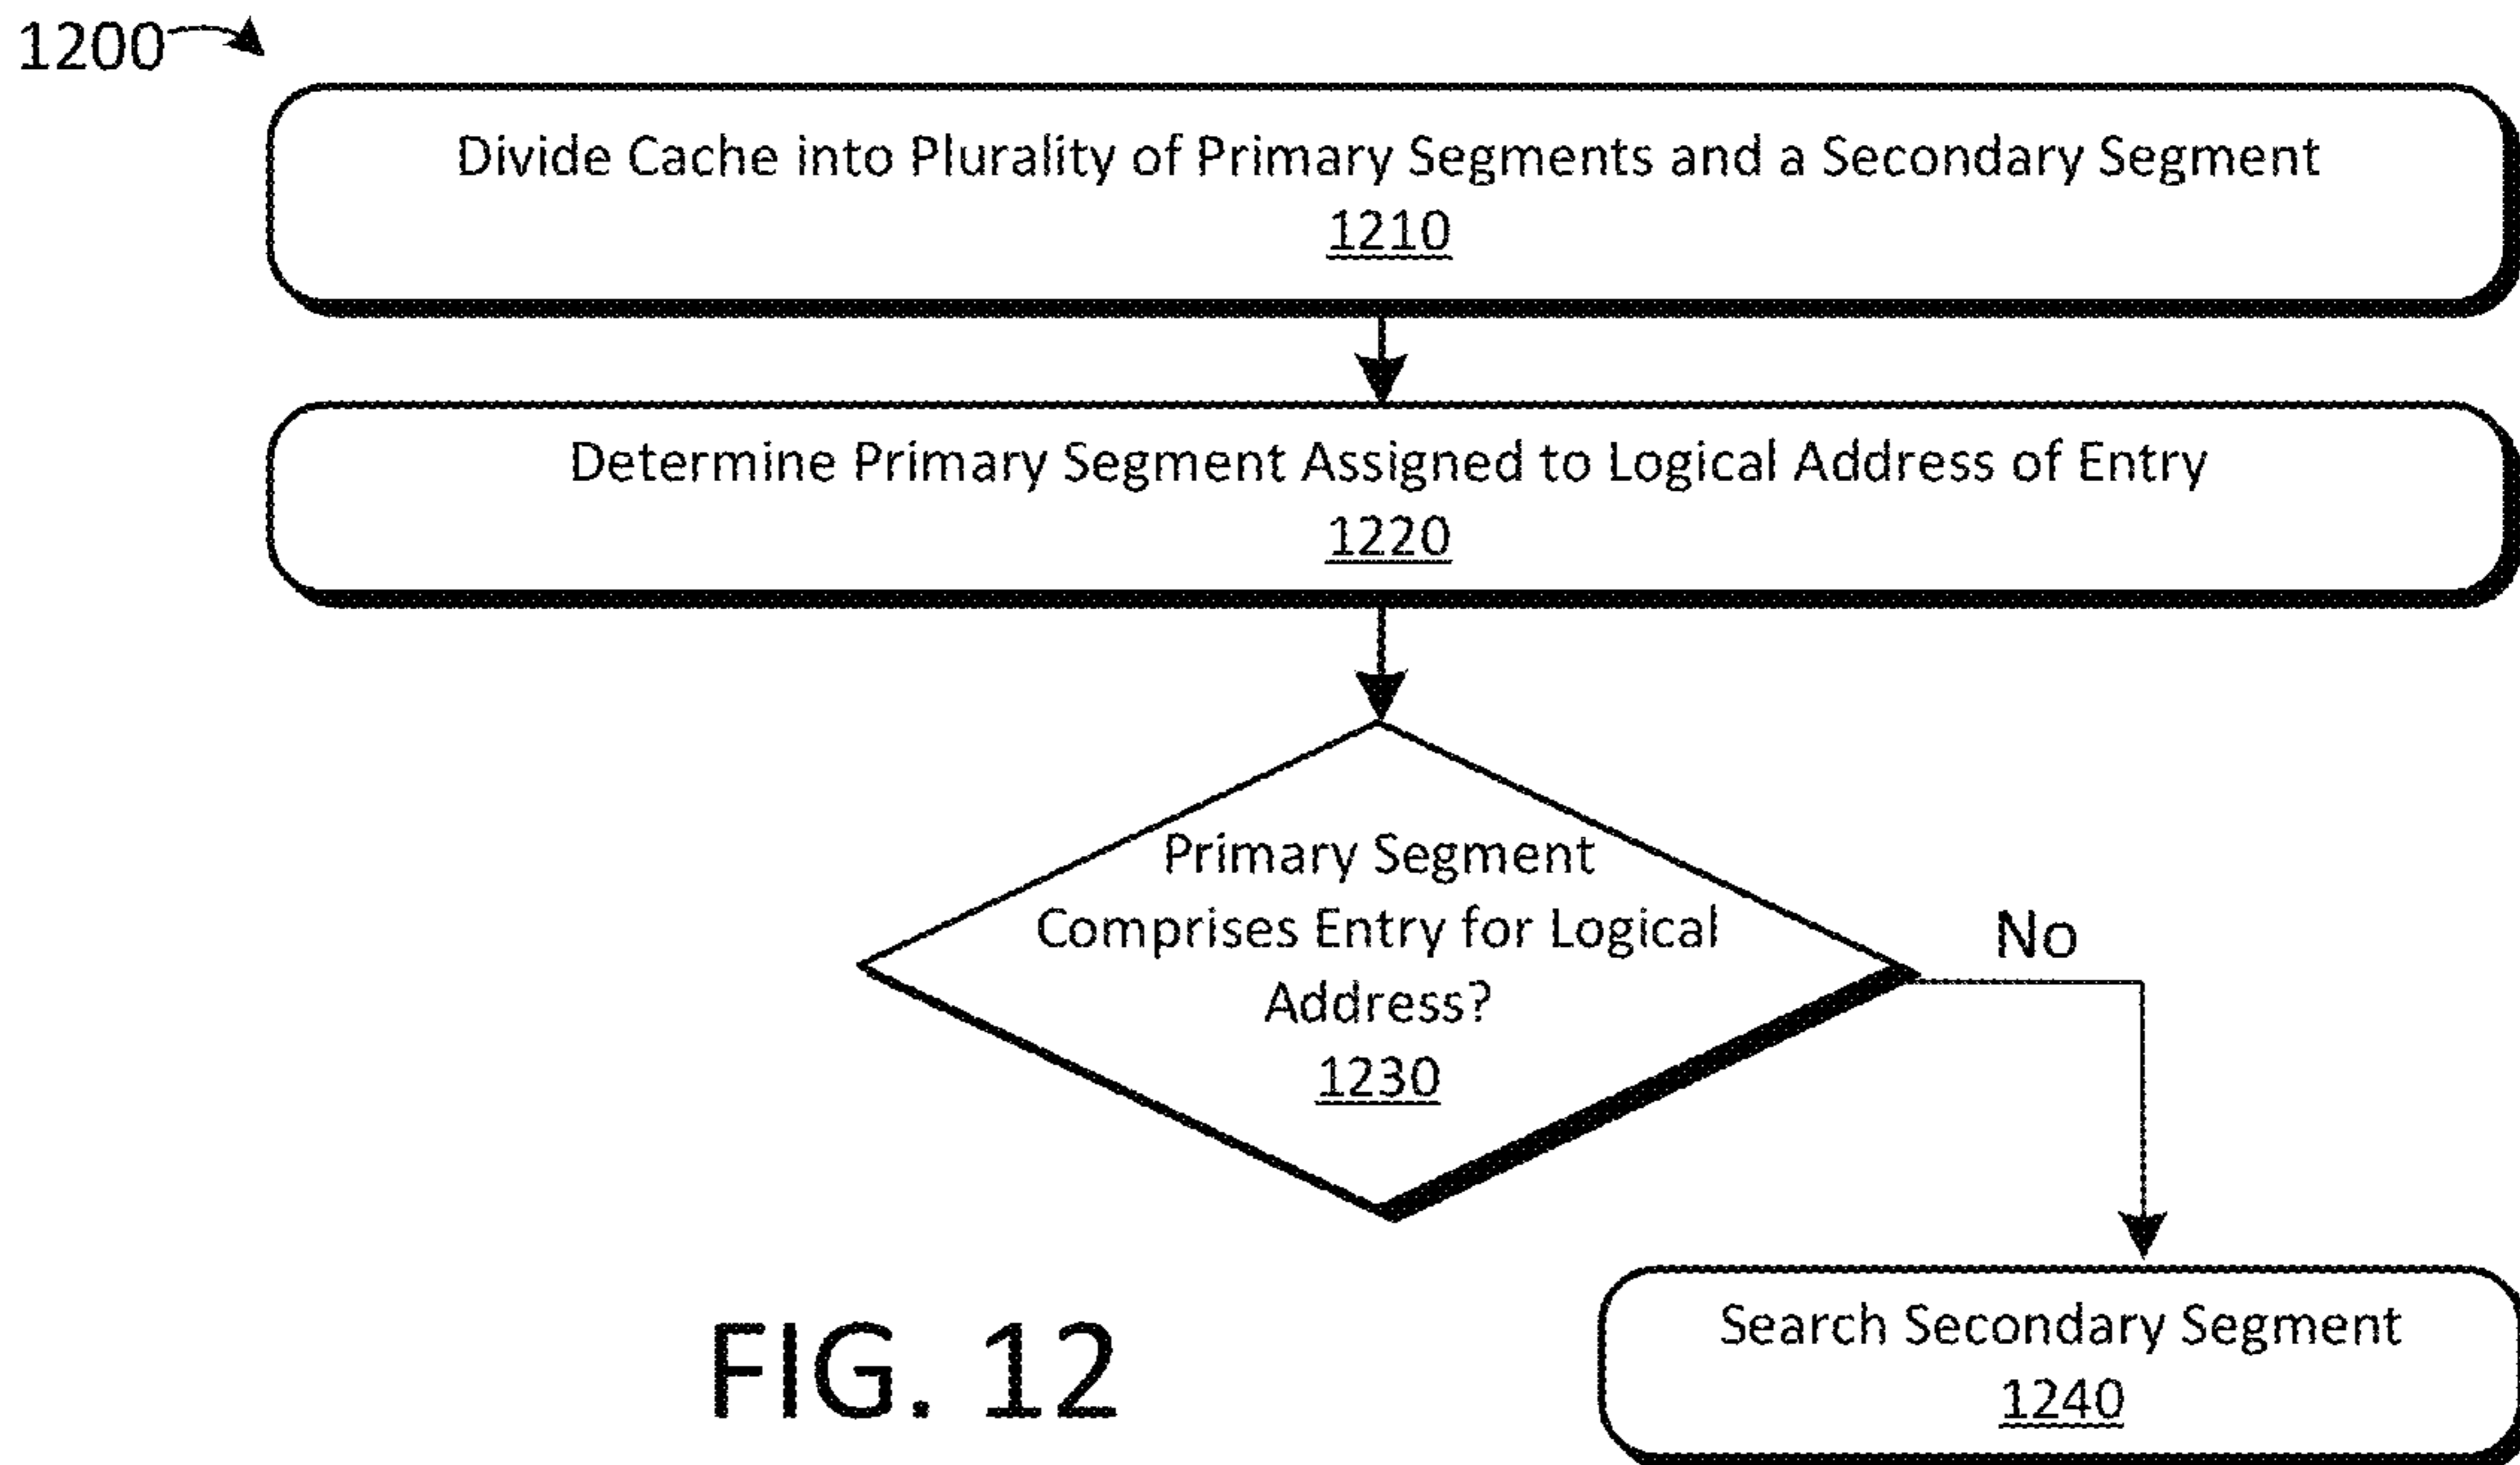 1200
Divide Cache into Plurality of Primary Segments and a Secondary Segment
1210
Determine Primary Segment Assigned to Logical Address of Entry
1220
Primary Segment
Comprises Entry for Logical
Address?
1230
No
Search Secondary Segment
1240
FIG. 12